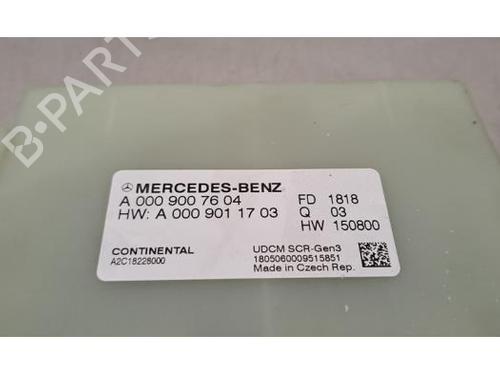 B-PARTS
MERCEDES-BENZ
A 000 900 76 04 FD 1818
HW: A 000 901 17 03 Q 03
HW 150800
CONTINENTAL UDCM SCR-Gen3
A2C18228000 1805060009515851
Made in Czech Rep.